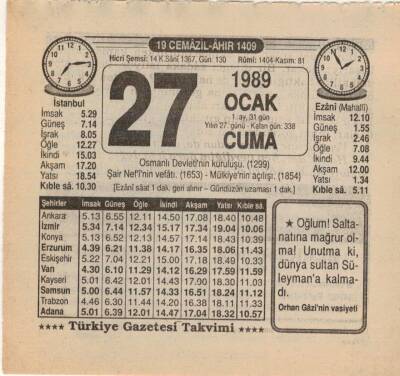 19 CEMÂZİL-ÂHIR 1409
Hicri Şemsi: 14 K.Sâni 1367, Gün: 130 Rûmî: 1404-Kasım: 81
27
1989
OCAK
1. ay, 31 gün
Yılın 27. günü - Kalan gün: 338
CUMA
İstanbul
İmsak 5.29
Güneş 7.14
İşrak 8.05
Öğle 12.27
İkindi 15.03
Akşam 17.20
Yatsı 18.54
Kıble sâ. 10.30
Ezânî (Mahallî)
İmsak 12.10
Güneş 1.55
İşrak 2.46
Öğle 7.08
İkindi 9.44
Akşam 12.00
Yatsı 1.34
Kıble sâ. 5.11
Osmanlı Devleti'nin kuruluşu. (1299)
Şair Nef'î'nin vefâtı. (1653) - Mülkiye'nin açılışı. (1854)
[Ezânî sâat 1 dak. geri alınır – Gündüzün uzaması 1 dak.]
Şehirler İmsak Güneş Öğle İkindi Akşam Yatsı Kıble sâ.
Ankara 5.13 6.55 12.11 14.50 17.08 18.40 10.48
İzmir 5.34 7.14 12.34 15.17 17.34 19.04 10.06
Konya 5.13 6.52 12.13 14.57 17.14 18.43 10.39
Erzurum 4.39 6.21 11.38 14.17 16.35 18.06 11.43
Eskişehir 5.22 7.04 12.21 15.00 17.18 18.49 10.33
Van 4.30 6.10 11.29 14.12 16.29 17.59 11.59
Kayseri 5.01 6.42 12.01 14.43 17.90 18.30 11.03
Samsun 5.00 6.44 11.57 14.33 16.51 18.24 11.12
Trabzon 4.46 6.30 11.44 14.20 16.38 18.11 11.33
Adana 5.01 6.39 12.01 14.47 17.04 18.32 10.57
★ Oğlum! Salta-
natına mağrur ol-
ma! Unutma ki,
dünya sultan Sü-
leyman'a kalma-
dı.
Orhan Gâzi'nin vasiyeti
★★★★ Türkiye Gazetesi Takvimi ★★★★